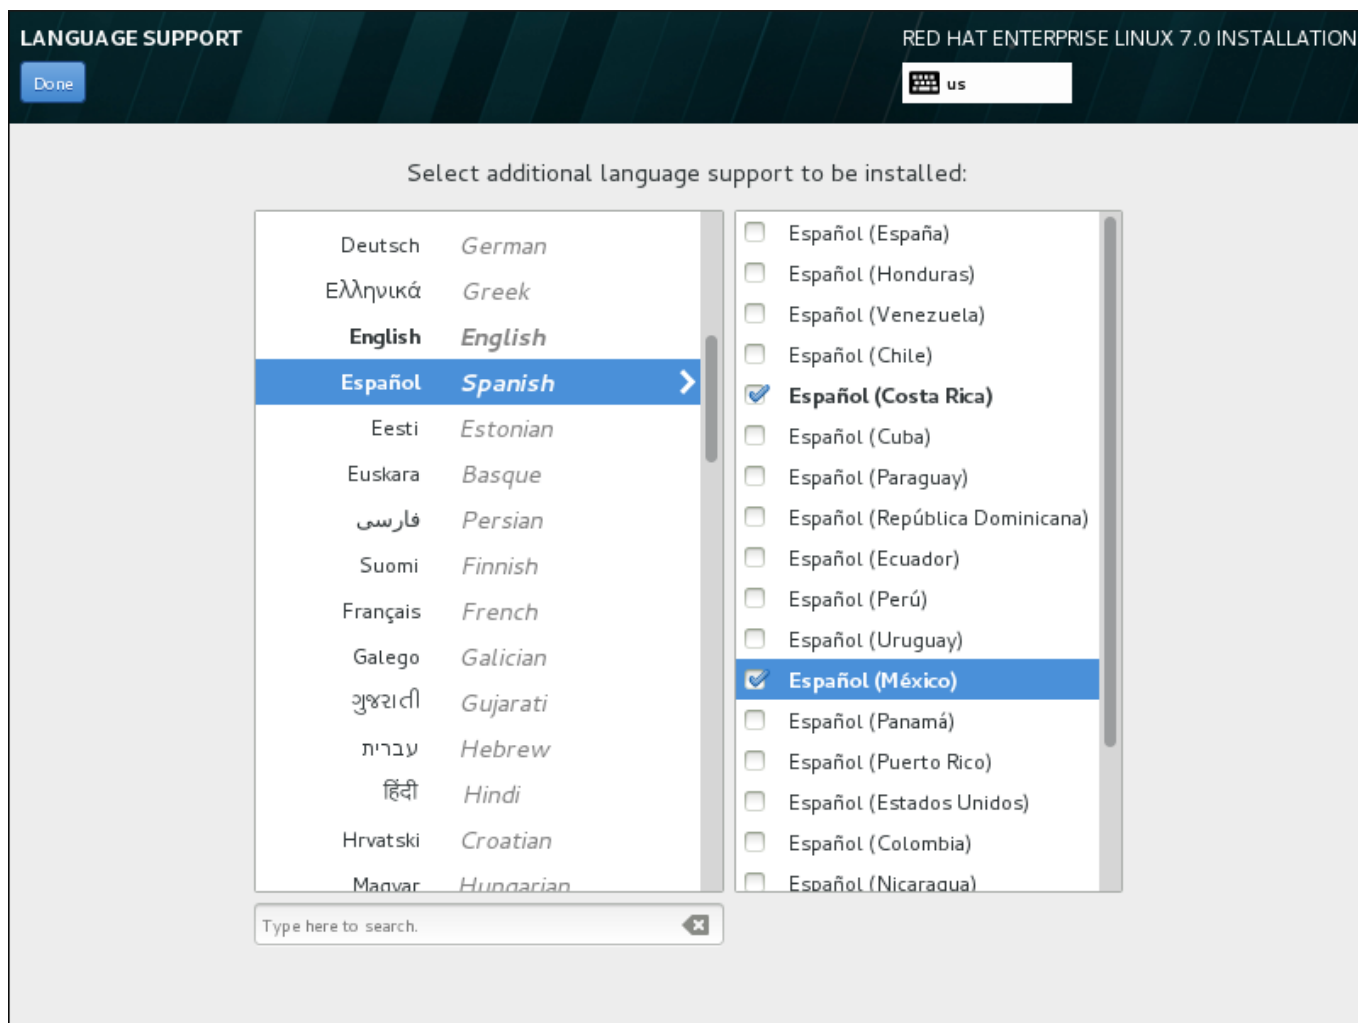 LANGUAGE SUPPORT
RED HAT ENTERPRISE LINUX 7.0 INSTALLATION
Done
us
Select additional language support to be installed:
Deutsch German
Ελληνικά Greek
English English
Español Spanish
Eesti Estonian
Euskara Basque
فارسی Persian
Suomi Finnish
Français French
Galego Galician
ગુજરાતી Gujarati
עברית Hebrew
हिंदी Hindi
Hrvatski Croatian
Magyar Hungarian
Español (España)
Español (Honduras)
Español (Venezuela)
Español (Chile)
Español (Costa Rica)
Español (Cuba)
Español (Paraguay)
Español (República Dominicana)
Español (Ecuador)
Español (Perú)
Español (Uruguay)
Español (México)
Español (Panamá)
Español (Puerto Rico)
Español (Estados Unidos)
Español (Colombia)
Español (Nicaragua)
Type here to search.